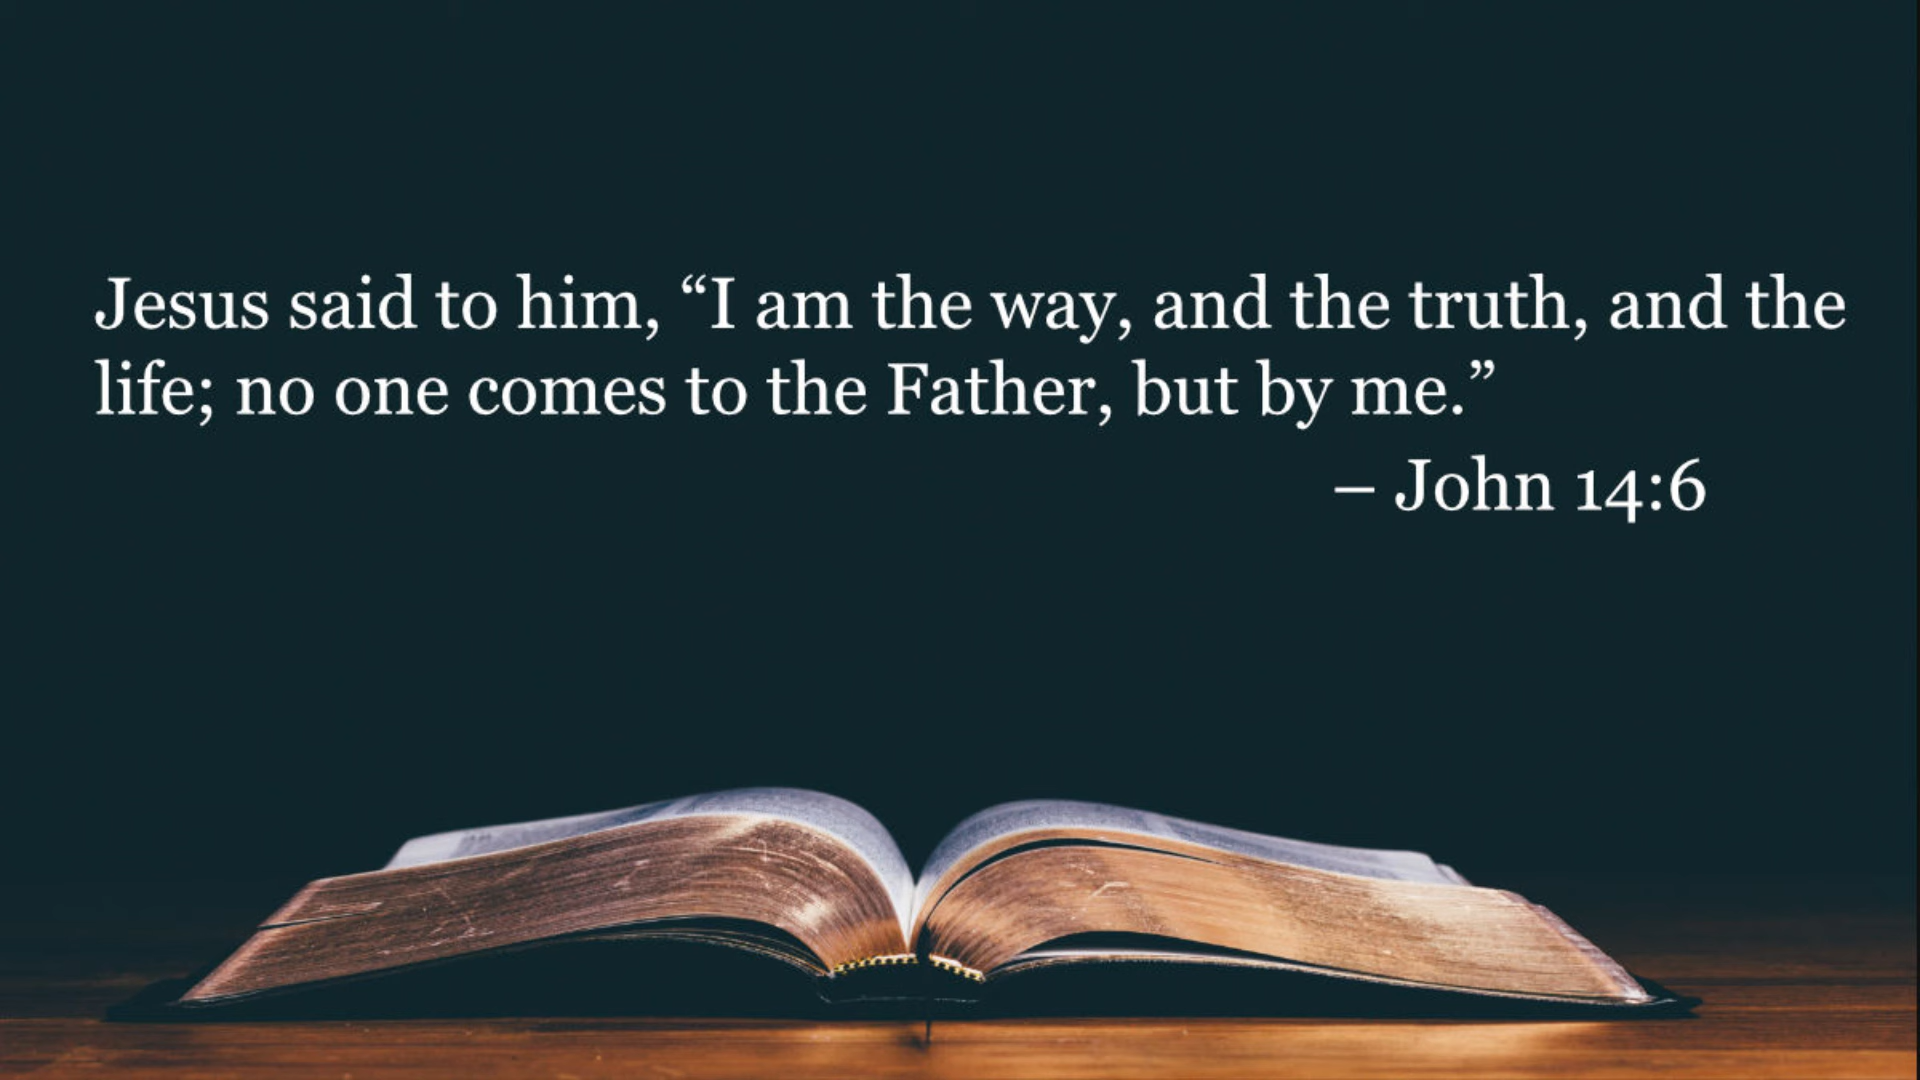 Jesus said to him, “I am the way, and the truth, and the
life; no one comes to the Father, but by me.”
– John 14:6